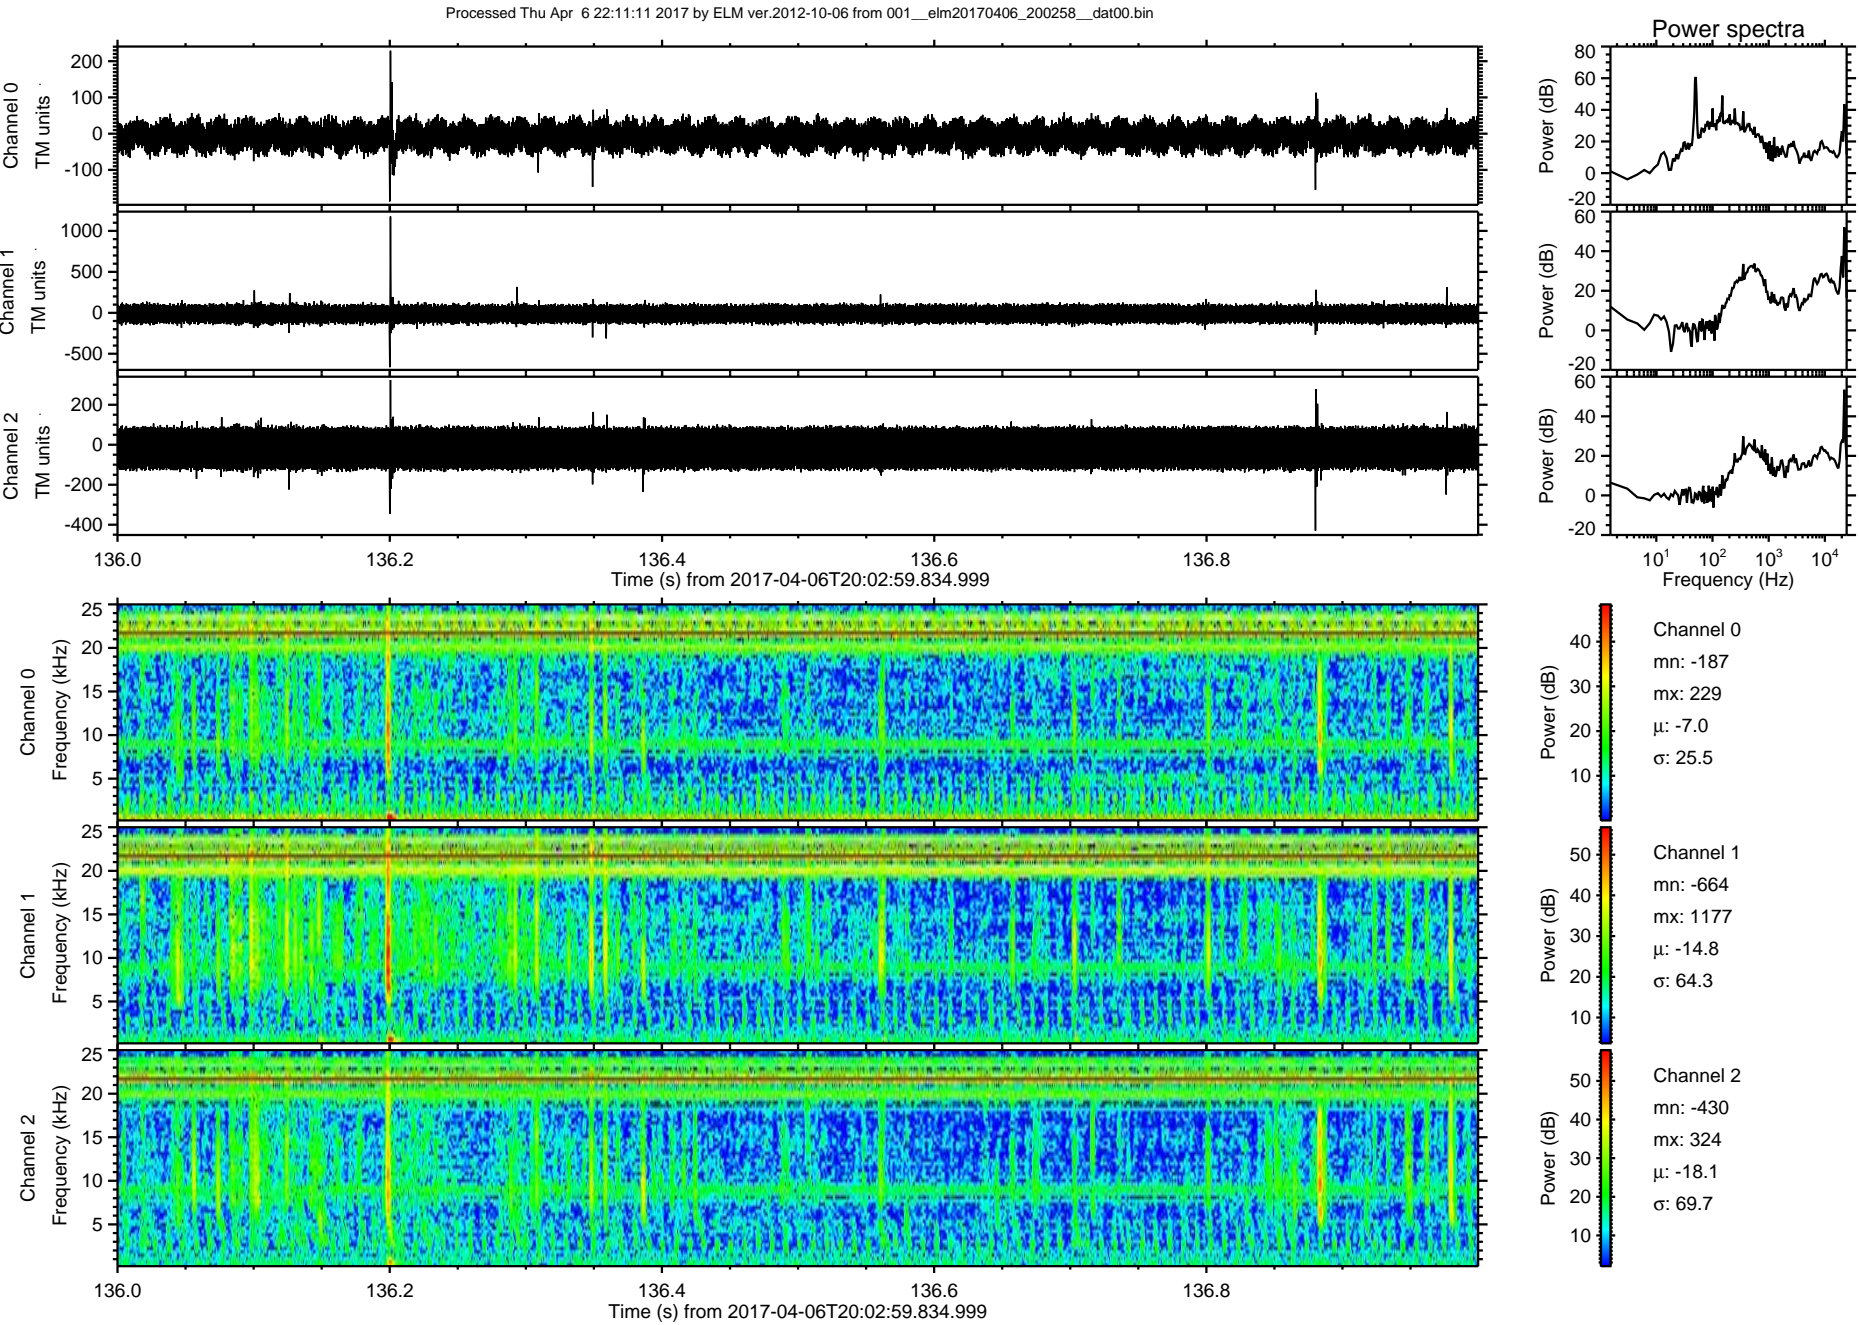 Processed Thu Apr  6 22:11:11 2017 by ELM ver.2012-10-06 from 001__elm20170406_200258__dat00.bin
Power spectra
Channel 0
TM units
200
100
0
-100
Power (dB)
80
60
40
20
0
-20
Channel 1
TM units
1000
500
0
-500
Power (dB)
60
40
20
0
-20
Channel 2
TM units
200
0
-200
-400
Power (dB)
60
40
20
0
-20
136.0 136.2 136.4 136.6 136.8
Time (s) from 2017-04-06T20:02:59.834.999
10^1 10^2 10^3 10^4
Frequency (Hz)
Channel 0
Frequency (kHz)
25
20
15
10
5
Power (dB)
40
30
20
10
Channel 0
mn: -187
mx: 229
μ: -7.0
σ: 25.5
Channel 1
Frequency (kHz)
25
20
15
10
5
Power (dB)
50
40
30
20
10
Channel 1
mn: -664
mx: 1177
μ: -14.8
σ: 64.3
Channel 2
Frequency (kHz)
25
20
15
10
5
Power (dB)
50
40
30
20
10
Channel 2
mn: -430
mx: 324
μ: -18.1
σ: 69.7
136.0 136.2 136.4 136.6 136.8
Time (s) from 2017-04-06T20:02:59.834.999